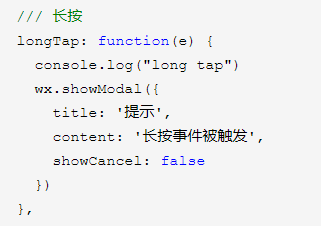 /// 长按
longTap: function(e) {
  console.log("long tap")
  wx.showModal({
    title: '提示',
    content: '长按事件被触发',
    showCancel: false
  })
},